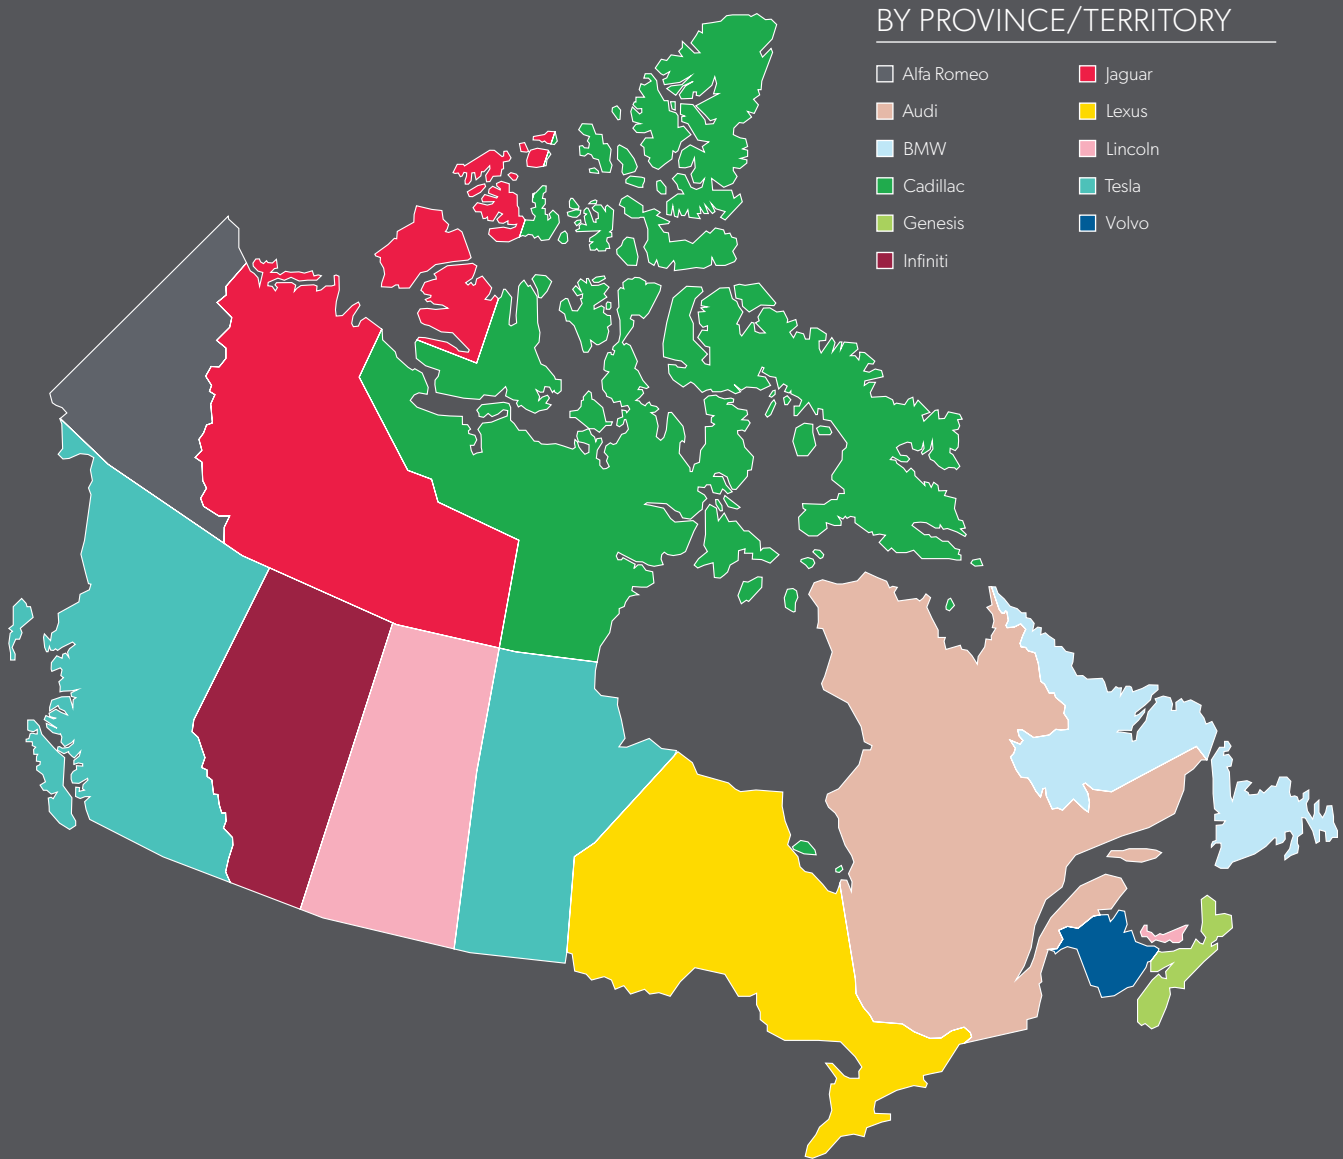 BY PROVINCE/TERRITORY
Alfa Romeo
Audi
BMW
Cadillac
Genesis
Infiniti
Jaguar
Lexus
Lincoln
Tesla
Volvo